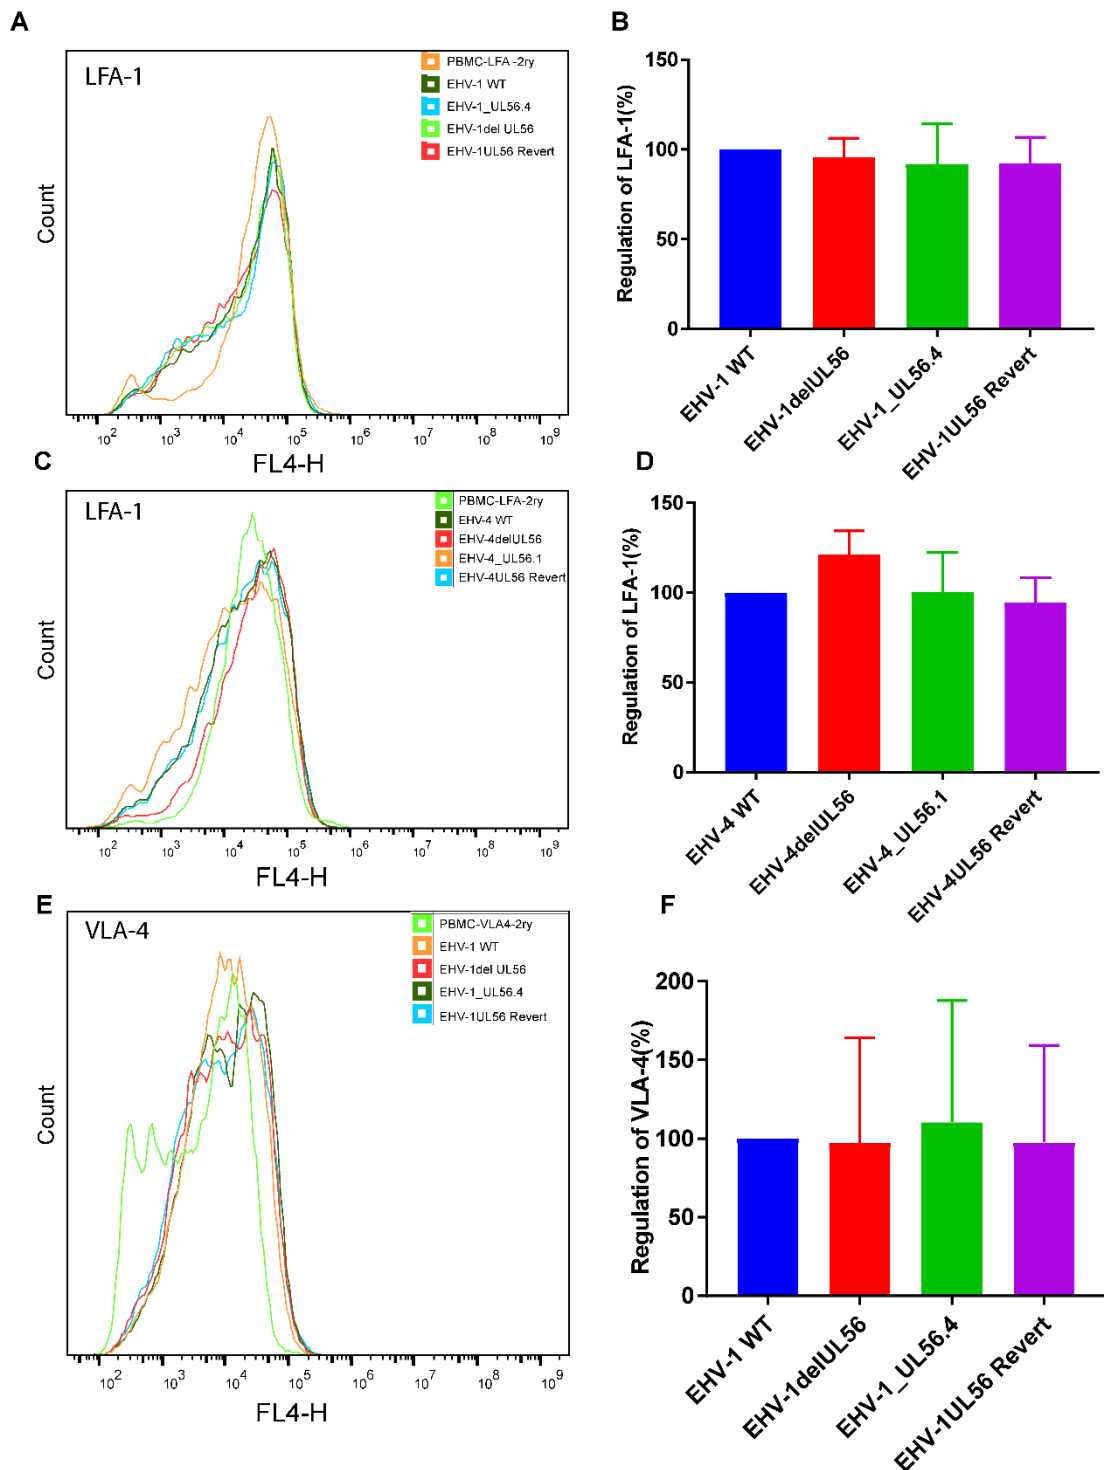 A
LFA-1
PBMC-LFA -2ry
EHV-1 WT
EHV-1_UL56.4
EHV-1del UL56
EHV-1UL56 Revert
Count
10^2 10^3 10^4 10^5 10^6 10^7 10^8 10^9
FL4-H
B
Regulation of LFA-1(%)
150
100
50
0
EHV-1 WT
EHV-1delUL56
EHV-1_UL56.4
EHV-1UL56 Revert
C
LFA-1
PBMC-LFA-2ry
EHV-4 WT
EHV-4delUL56
EHV-4_UL56.1
EHV-4UL56 Revert
Count
10^2 10^3 10^4 10^5 10^6 10^7 10^8 10^9
FL4-H
D
Regulation of LFA-1(%)
150
100
50
0
EHV-4 WT
EHV-4delUL56
EHV-4_UL56.1
EHV-4UL56 Revert
E
VLA-4
PBMC-VLA4-2ry
EHV-1 WT
EHV-1del UL56
EHV-1_UL56.4
EHV-1UL56 Revert
Count
10^2 10^3 10^4 10^5 10^6 10^7 10^8 10^9
FL4-H
F
Regulation of VLA-4(%)
200
150
100
50
0
EHV-1 WT
EHV-1delUL56
EHV-1_UL56.4
EHV-1UL56 Revert